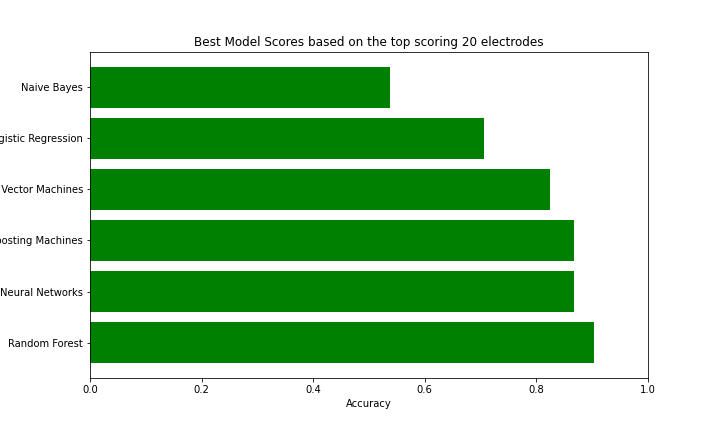 Best Model Scores based on the top scoring 20 electrodes
Naive Bayes
gistic Regression
Vector Machines
osting Machines
Neural Networks
Random Forest
0.0 0.2 0.4 0.6 0.8 1.0
Accuracy